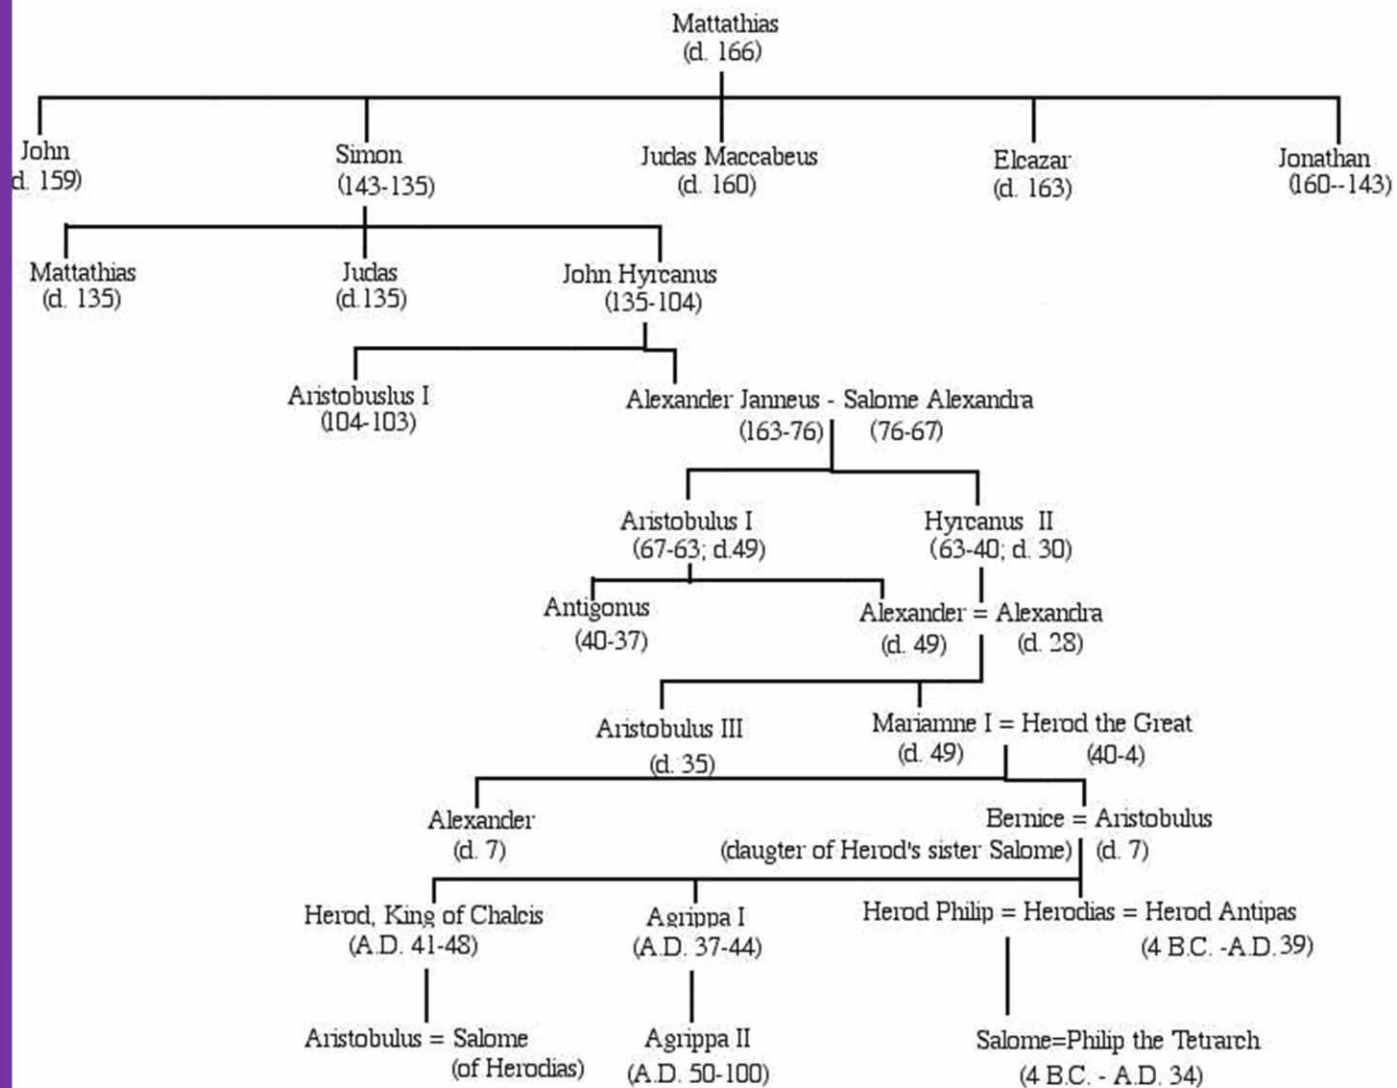 Mattathias
(d. 166)
John Simon Judas Maccabeus Elcazar Jonathan
d. 159) (143-135) (d. 160) (d. 163) (160--143)
Mattathias Judas John Hyrcanus
(d. 135) (d.135) (135-104)
Aristobuslus I Alexander Janneus - Salome Alexandra
(104-103) (163-76) (76-67)
Aristobulus I Hyrcanus II
(67-63; d.49) (63-40; d. 30)
Antigonus Alexander = Alexandra
(40-37) (d. 49) (d. 28)
Aristobulus III Mariamne I = Herod the Great
(d. 35) (d. 49) (40-4)
Alexander Bernice = Aristobulus
(d. 7) (daugter of Herod's sister Salome) (d. 7)
Herod, King of Chalcis Agrippa I Herod Philip = Herodias = Herod Antipas
(A.D. 41-48) (A.D. 37-44) (4 B.C. -A.D.39)
Aristobulus = Salome Agrippa II Salome=Philip the Tetrarch
(of Herodias) (A.D. 50-100) (4 B.C. - A.D. 34)